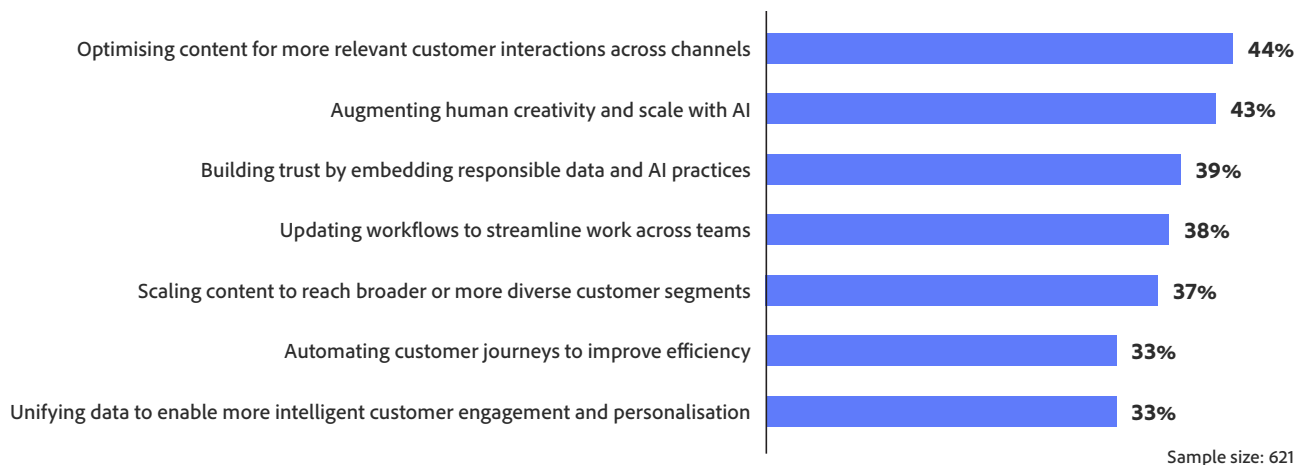 Optimising content for more relevant customer interactions across channels 44%
Augmenting human creativity and scale with AI 43%
Building trust by embedding responsible data and AI practices 39%
Updating workflows to streamline work across teams 38%
Scaling content to reach broader or more diverse customer segments 37%
Automating customer journeys to improve efficiency 33%
Unifying data to enable more intelligent customer engagement and personalisation 33%
Sample size: 621